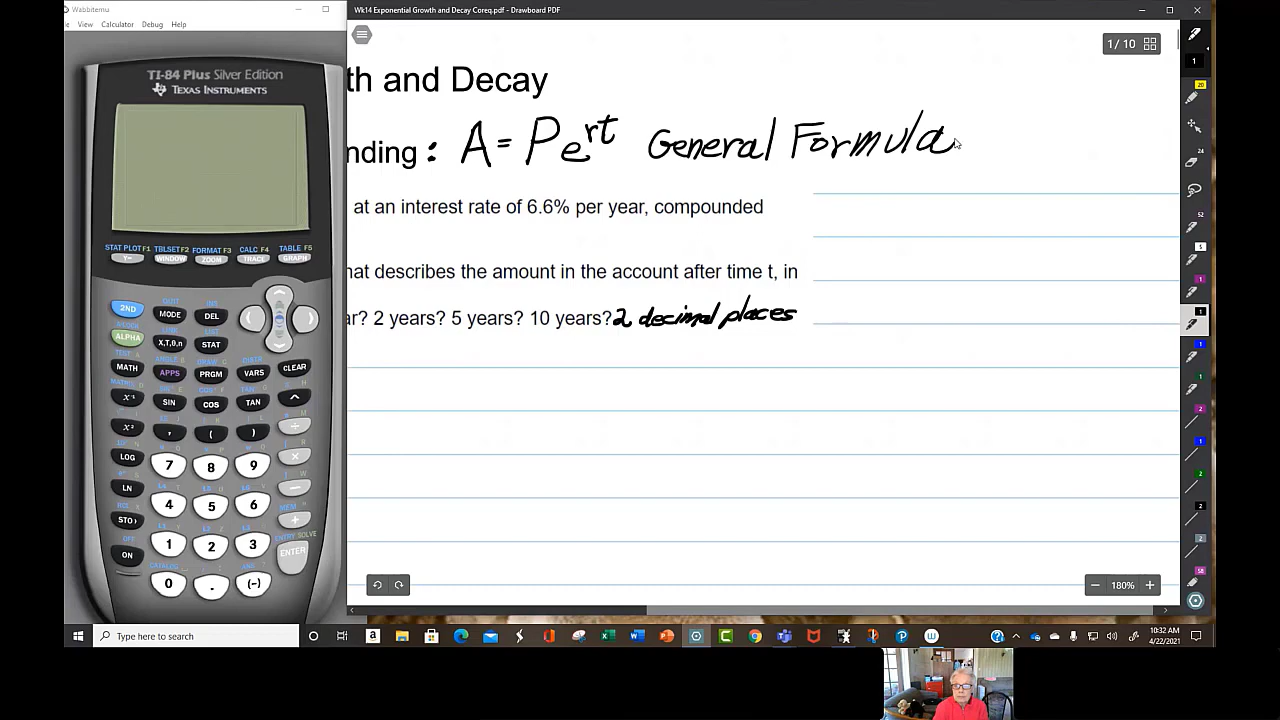 Wabbitemu
View Calculator Debug Help
Wk14 Exponential Growth and Decay Coreq.pdf - Drawboard PDF
1 / 10
th and Decay
nding : A = Pe^rt General Formula
at an interest rate of 6.6% per year, compounded
hat describes the amount in the account after time t, in
ar? 2 years? 5 years? 10 years? 2 decimal places
TI-84 Plus Silver Edition
TEXAS INSTRUMENTS
STAT PLOT F1 TBLSET F2 FORMAT F3 CALC F4 TABLE F5
Y= WINDOW ZOOM TRACE GRAPH
2ND MODE DEL
ALPHA X,T,θ,n STAT
MATH APPS PRGM VARS CLEAR
x⁻¹ SIN COS TAN ^
x² , ( ) ÷
LOG 7 8 9 ×
LN 4 5 6 −
STO› 1 2 3 +
ON 0 . (−) ENTER
180%
Type here to search
10:32 AM
4/22/2021